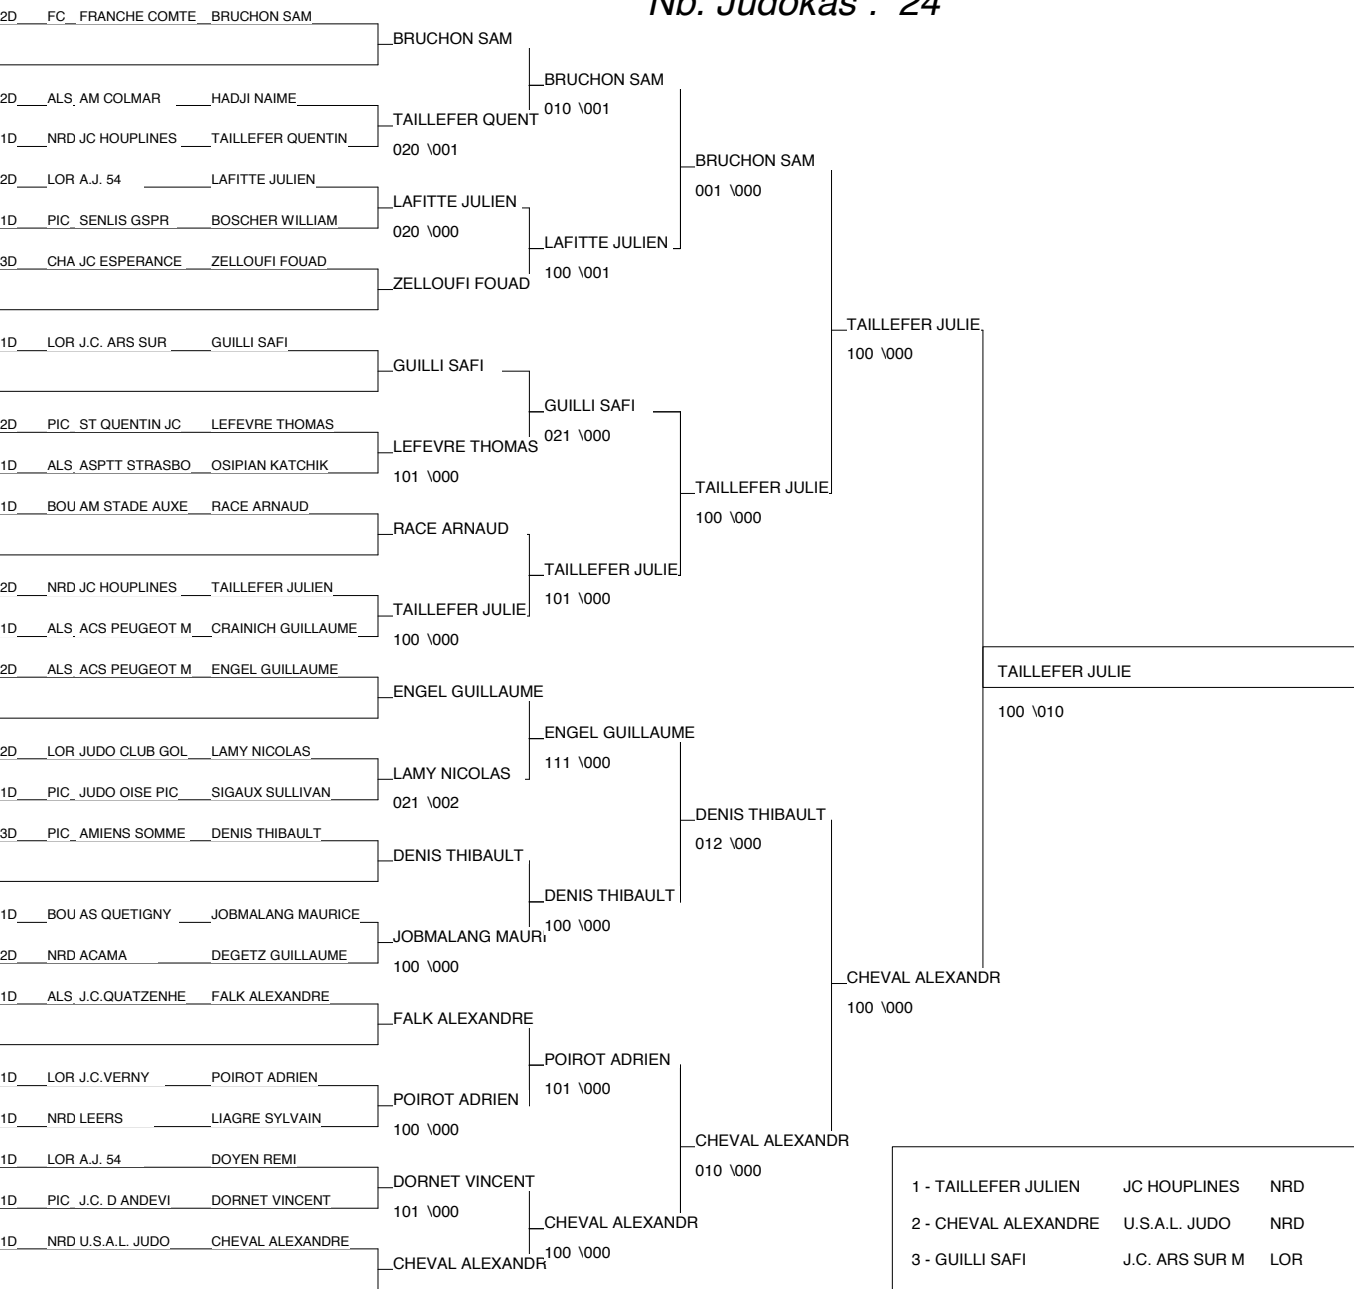 Nb. Judokas : 24
2D FC FRANCHE COMTE BRUCHON SAM
BRUCHON SAM
BRUCHON SAM
2D ALS AM COLMAR HADJI NAIME
010 \001
TAILLEFER QUENT
1D NRD JC HOUPLINES TAILLEFER QUENTIN
020 \001
BRUCHON SAM
2D LOR A.J. 54 LAFITTE JULIEN
001 \000
LAFITTE JULIEN
1D PIC SENLIS GSPR BOSCHER WILLIAM
020 \000
LAFITTE JULIEN
3D CHA JC ESPERANCE ZELLOUFI FOUAD
100 \001
ZELLOUFI FOUAD
TAILLEFER JULIE
1D LOR J.C. ARS SUR GUILLI SAFI
100 \000
GUILLI SAFI
GUILLI SAFI
2D PIC ST QUENTIN JC LEFEVRE THOMAS
021 \000
LEFEVRE THOMAS
1D ALS ASPTT STRASBO OSIPIAN KATCHIK
101 \000
TAILLEFER JULIE
1D BOU AM STADE AUXE RACE ARNAUD
100 \000
RACE ARNAUD
TAILLEFER JULIE
2D NRD JC HOUPLINES TAILLEFER JULIEN
101 \000
TAILLEFER JULIE
1D ALS ACS PEUGEOT M CRAINICH GUILLAUME
100 \000
2D ALS ACS PEUGEOT M ENGEL GUILLAUME
TAILLEFER JULIE
ENGEL GUILLAUME
100 \010
ENGEL GUILLAUME
2D LOR JUDO CLUB GOL LAMY NICOLAS
111 \000
LAMY NICOLAS
1D PIC JUDO OISE PIC SIGAUX SULLIVAN
021 \002
DENIS THIBAULT
3D PIC AMIENS SOMME DENIS THIBAULT
012 \000
DENIS THIBAULT
DENIS THIBAULT
1D BOU AS QUETIGNY JOBMALANG MAURICE
100 \000
JOBMALANG MAURI
2D NRD ACAMA DEGETZ GUILLAUME
100 \000
CHEVAL ALEXANDR
1D ALS J.C.QUATZENHE FALK ALEXANDRE
100 \000
FALK ALEXANDRE
POIROT ADRIEN
1D LOR J.C.VERNY POIROT ADRIEN
101 \000
POIROT ADRIEN
1D NRD LEERS LIAGRE SYLVAIN
100 \000
CHEVAL ALEXANDR
1D LOR A.J. 54 DOYEN REMI
010 \000
DORNET VINCENT
1D PIC J.C. D ANDEVI DORNET VINCENT
101 \000
CHEVAL ALEXANDR
1D NRD U.S.A.L. JUDO CHEVAL ALEXANDRE
100 \000
CHEVAL ALEXANDR
1 - TAILLEFER JULIEN JC HOUPLINES NRD
2 - CHEVAL ALEXANDRE U.S.A.L. JUDO NRD
3 - GUILLI SAFI J.C. ARS SUR M LOR